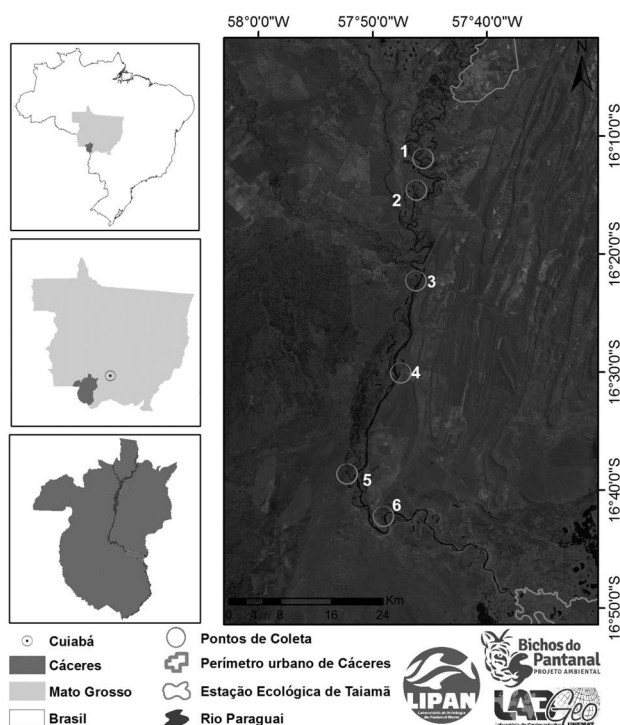 58°0'0"W 57°50'0"W 57°40'0"W
N
16°10'0"S
16°20'0"S
16°30'0"S
16°40'0"S
16°50'0"S
1
2
3
4
5
6
Km
0 4 8 16 24
Cuiabá
Cáceres
Mato Grosso
Brasil
Pontos de Coleta
Perímetro urbano de Cáceres
Estação Ecológica de Taiamã
Rio Paraguai
LIPAN
Bichos do
Pantanal
PROJETO AMBIENTAL
LABGeo